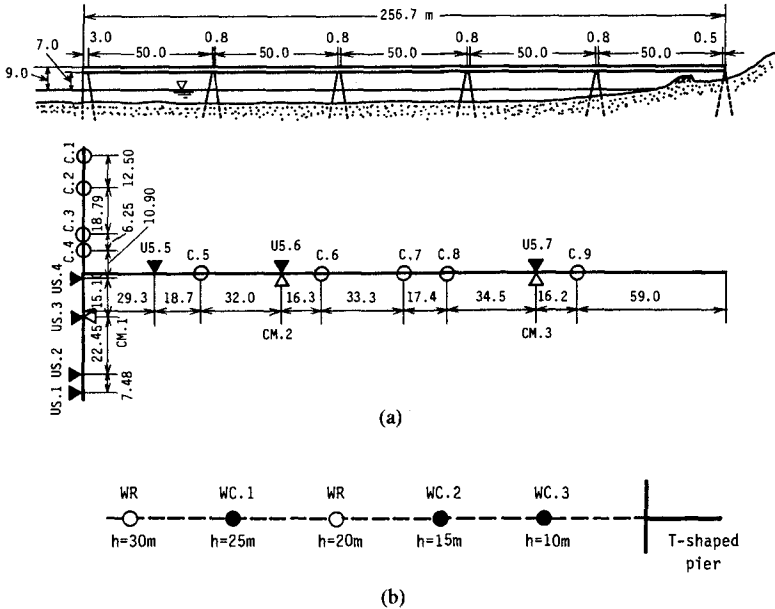 256.7 m
3.0 0.8 0.8 0.8 0.8 0.5
7.0 50.0 50.0 50.0 50.0 50.0
9.0
C.1
C.2
C.3
C.4
US.4
US.3
US.2
US.1
12.50
18.79
6.25
10.90
15.1
22.45
7.48
CM.1
U5.5 C.5 U5.6 C.6 C.7 C.8 U5.7 C.9
29.3 18.7 32.0 16.3 33.3 17.4 34.5 16.2 59.0
CM.2 CM.3
(a)
WR WC.1 WR WC.2 WC.3
h=30m h=25m h=20m h=15m h=10m
T-shaped
pier
(b)